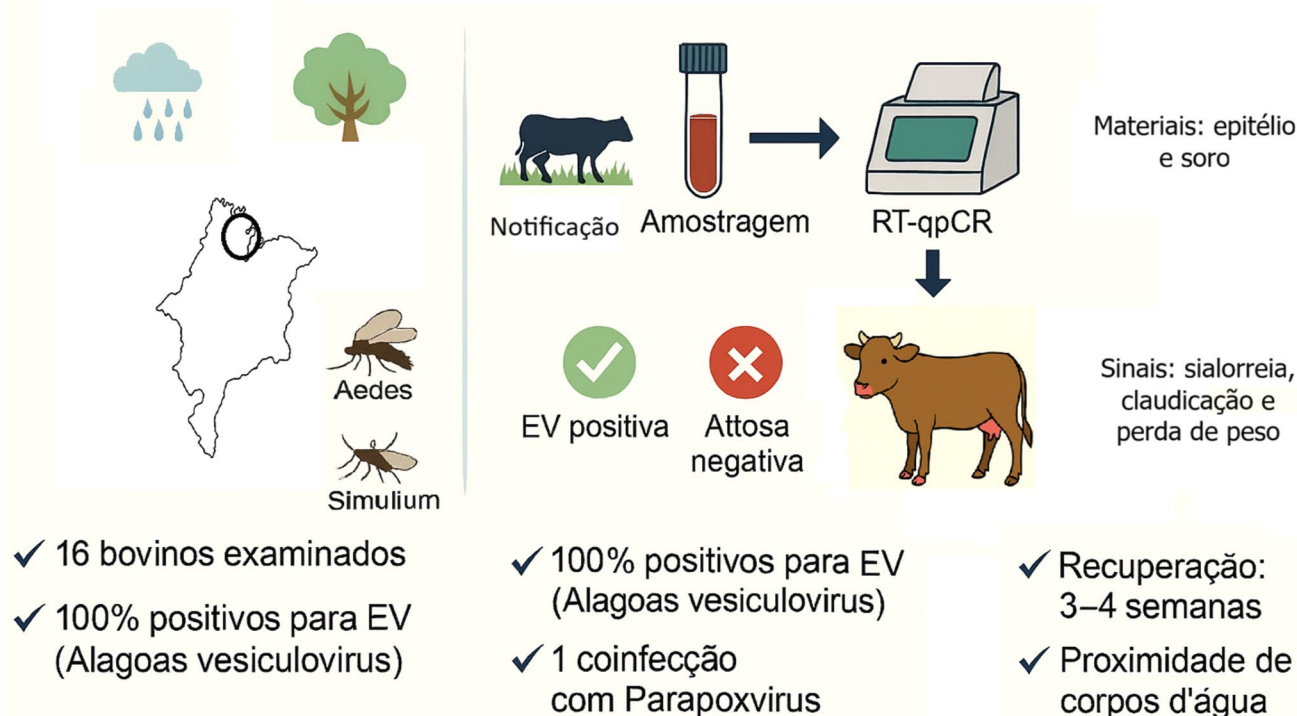 Materiais: epitélio
e soro
Notificação
Amostragem
RT-qpCR
Aedes
Simulium
EV positiva
Attosa
negativa
Sinais: sialorreia,
claudicação e
perda de peso
✓ 16 bovinos examinados
✓ 100% positivos para EV
(Alagoas vesiculovirus)
✓ 100% positivos para EV
(Alagoas vesiculovirus)
✓ 1 coinfecção
com Parapoxvirus
✓ Recuperação:
3–4 semanas
✓ Proximidade de
corpos d'água